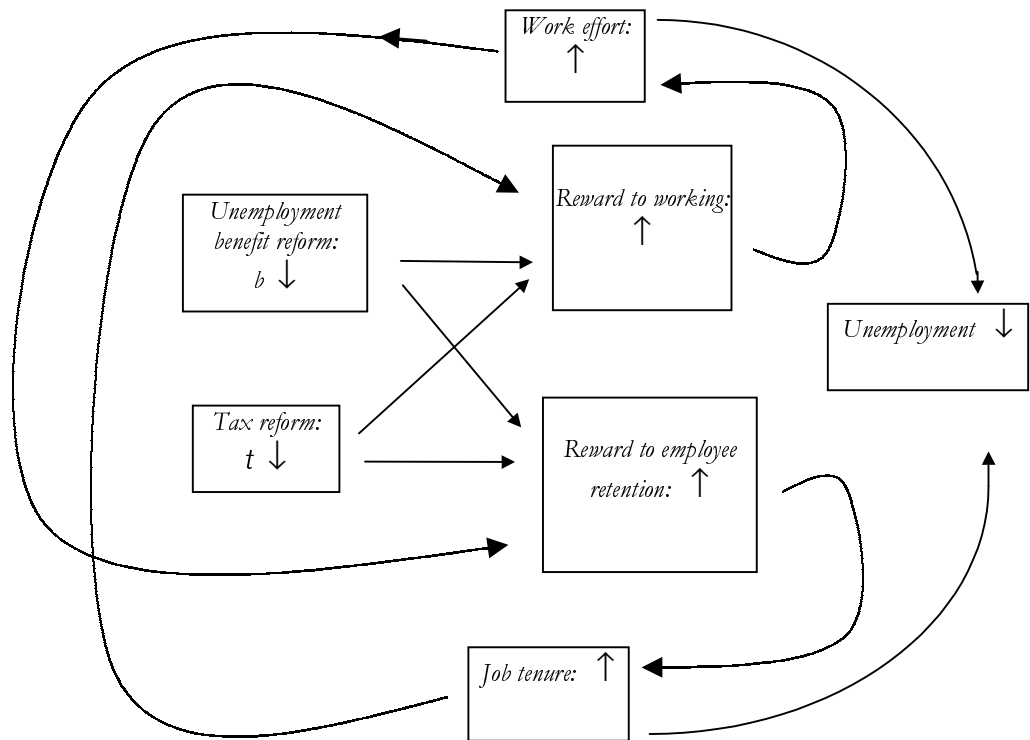 Work effort:
↑
Reward to working:
↑
Unemployment
benefit reform:
b ↓
Unemployment ↓
Tax reform:
t ↓
Reward to employee
retention: ↑
Job tenure: ↑